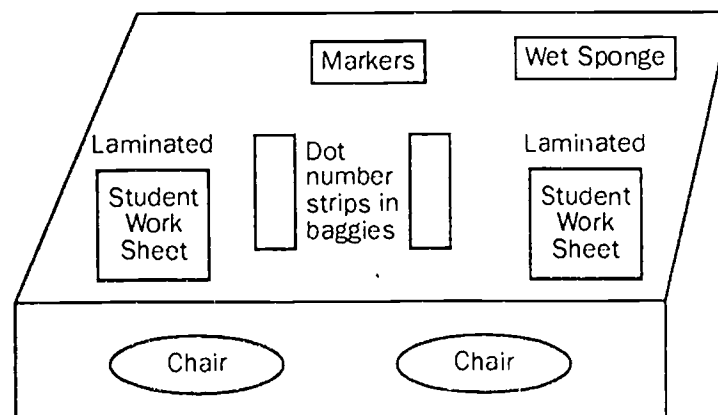 Markers
Wet Sponge
Laminated
Student
Work
Sheet
Dot
number
strips in
baggies
Laminated
Student
Work
Sheet
Chair
Chair